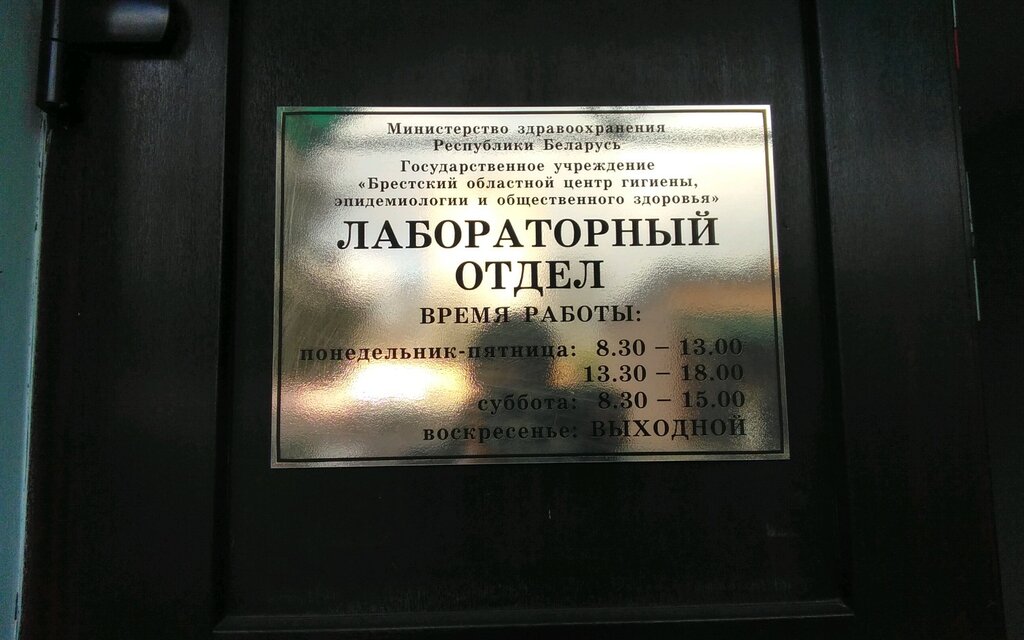 Министерство здравоохранения
Республики Беларусь
Государственное учреждение
«Брестский областной центр гигиены,
эпидемиологии и общественного здоровья»
ЛАБОРАТОРНЫЙ
ОТДЕЛ
ВРЕМЯ РАБОТЫ:
понедельник-пятница: 8.30 – 13.00
13.30 – 18.00
суббота: 8.30 – 15.00
воскресенье: ВЫХОДНОЙ